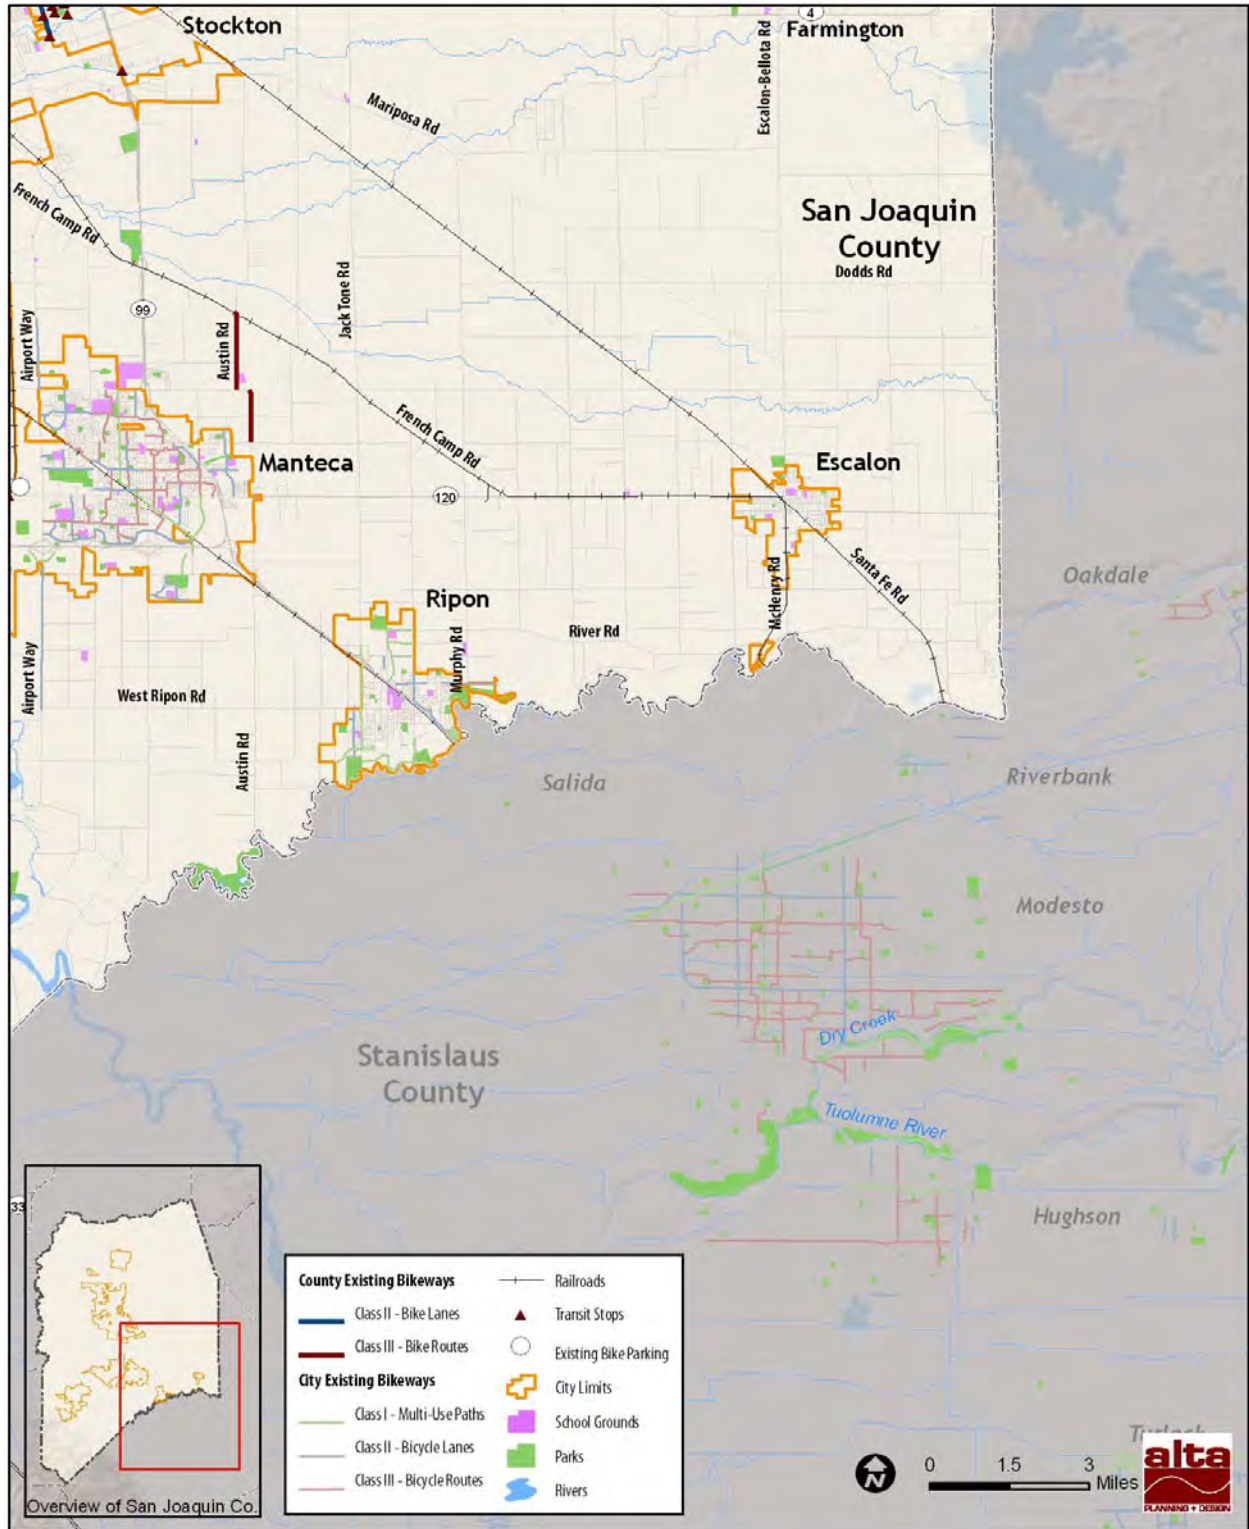 Stockton
4
Farmington
Escalon-Bellota Rd
Mariposa Rd
San Joaquin
County
Dodds Rd
French Camp Rd
Jack Tone Rd
99
Airport Way
Austin Rd
French Camp Rd
Manteca
Escalon
120
Santa Fe Rd
McHenry Rd
Oakdale
Ripon
River Rd
Murphy Rd
Airport Way
West Ripon Rd
Austin Rd
Salida
Riverbank
Modesto
Dry Creek
Stanislaus
County
Tuolumne River
33
Hughson
Turlock
Overview of San Joaquin Co.
County Existing Bikeways
Class II - Bike Lanes
Class III - Bike Routes
City Existing Bikeways
Class I - Multi-Use Paths
Class II - Bicycle Lanes
Class III - Bicycle Routes
Railroads
Transit Stops
Existing Bike Parking
City Limits
School Grounds
Parks
Rivers
N
0 1.5 3
Miles
alta
PLANNING + DESIGN